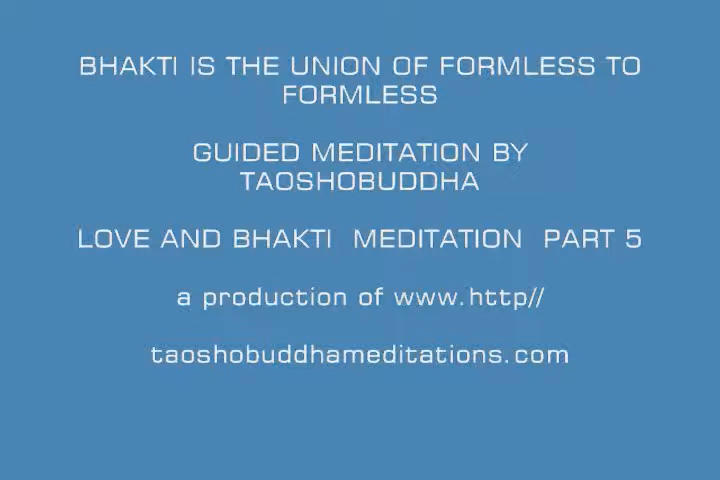 BHAKTI IS THE UNION OF FORMLESS TO
FORMLESS
GUIDED MEDITATION BY
TAOSHOBUDDHA
LOVE AND BHAKTI  MEDITATION  PART 5
a production of www.http//
taoshobuddhameditations.com